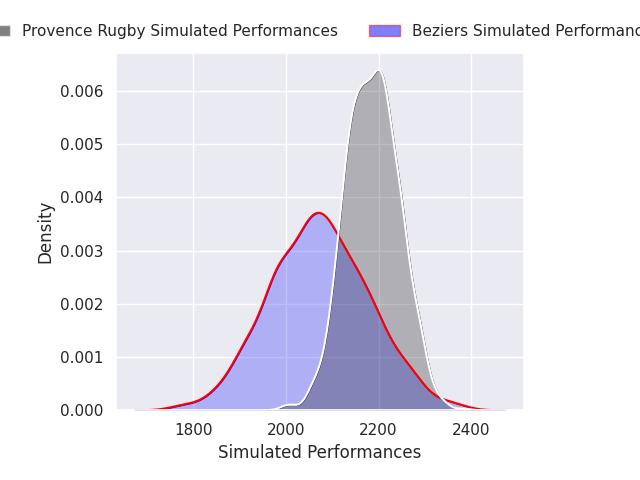 Provence Rugby Simulated Performances
Beziers Simulated Performanc
0.006
0.005
0.004
0.003
0.002
0.001
0.000
Density
1800 2000 2200 2400
Simulated Performances